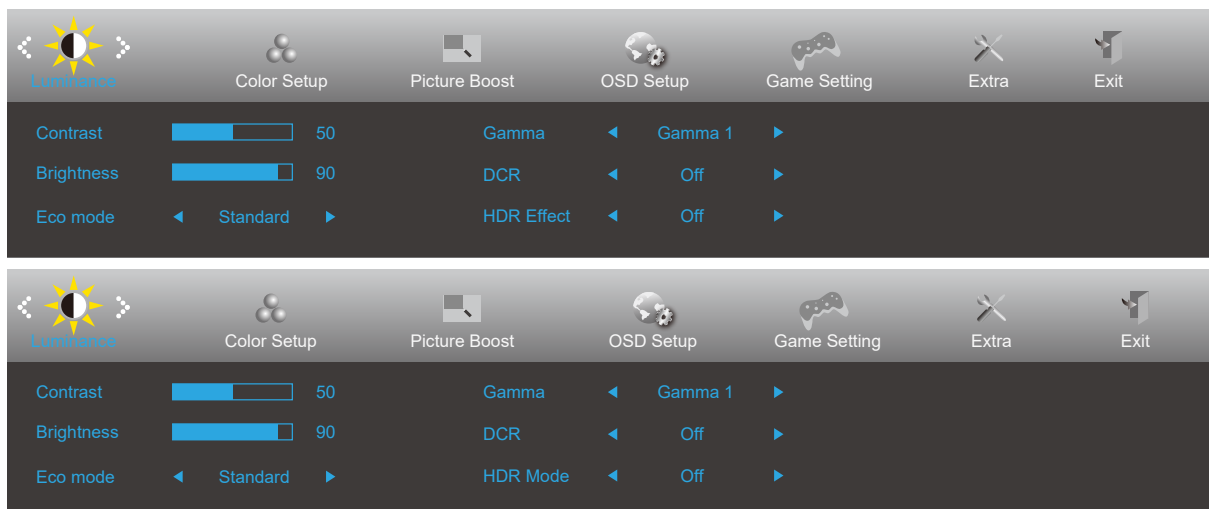 Luminance Color Setup Picture Boost OSD Setup Game Setting Extra Exit
Contrast 50 Gamma Gamma 1
Brightness 90 DCR Off
Eco mode Standard HDR Effect Off
Luminance Color Setup Picture Boost OSD Setup Game Setting Extra Exit
Contrast 50 Gamma Gamma 1
Brightness 90 DCR Off
Eco mode Standard HDR Mode Off